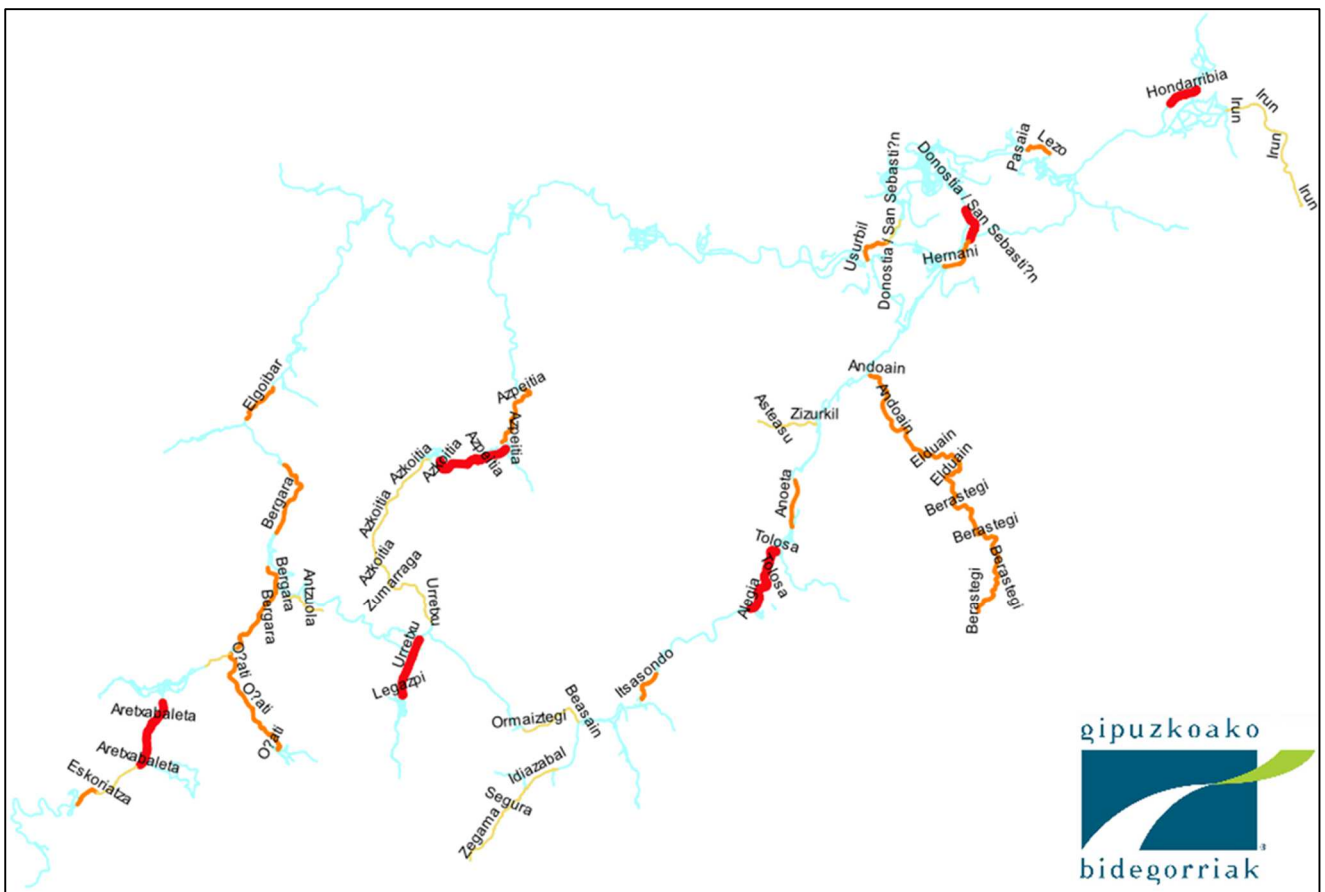 Hondarribia
Irun
Irun
Irun
Irun
Pasaia
Lezo
Donostia / San Sebasti?n
Donostia / San Sebasti?n
Usurbil
Hernani
Andoain
Andoain
Elduain
Elduain
Berastegi
Berastegi
Berastegi
Berastegi
Asteasu
Zizurkil
Anoeta
Tolosa
Tolosa
Alegia
Elgoibar
Azpeitia
Azpeitia
Azpeitia
Azkoitia
Azkoitia
Azkoitia
Azkoitia
Zumarraga
Urretxu
Urretxu
Legazpi
Bergara
Bergara
Bergara
Antzuola
O?ati
O?ati
O?ati
Aretxabaleta
Aretxabaleta
Eskoriatza
Itsasondo
Beasain
Ormaiztegi
Idiazabal
Segura
Zegama
gipuzkoako
bidegorriak